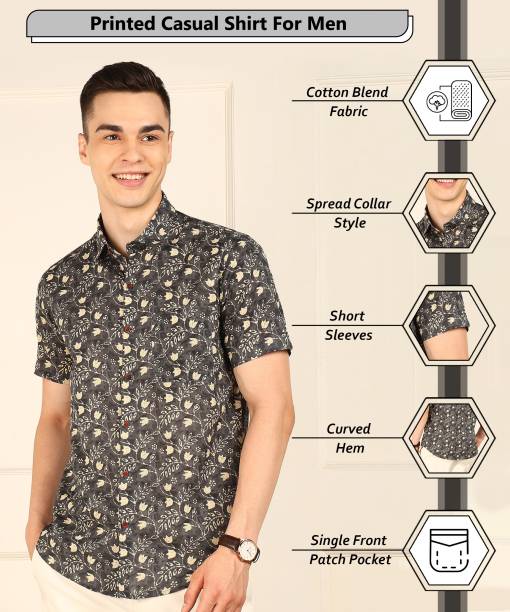 Printed Casual Shirt For Men
Cotton Blend
Fabric
Spread Collar
Style
Short
Sleeves
Curved
Hem
Single Front
Patch Pocket